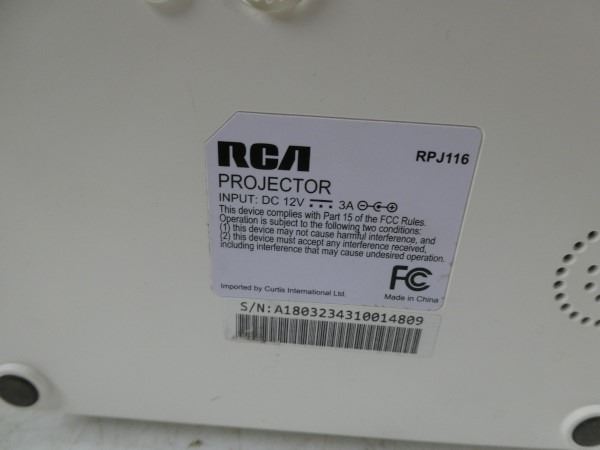 RCA
RPJ116
PROJECTOR
INPUT: DC 12V 3A
This device complies with Part 15 of the FCC Rules.
Operation is subject to the following two conditions:
(1) this device may not cause harmful interference, and
(2) this device must accept any interference received,
including interference that may cause undesired operation.
FC
Imported by Curtis International Ltd.
Made in China
S/N:A1803234310014809